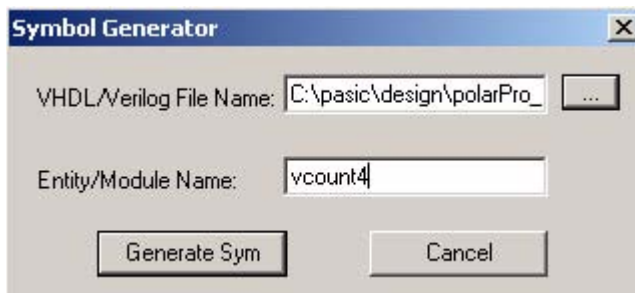 Symbol Generator
VHDL/Verilog File Name: C:\pasic\design\polarPro_ ...
Entity/Module Name: vcount4
Generate Sym Cancel